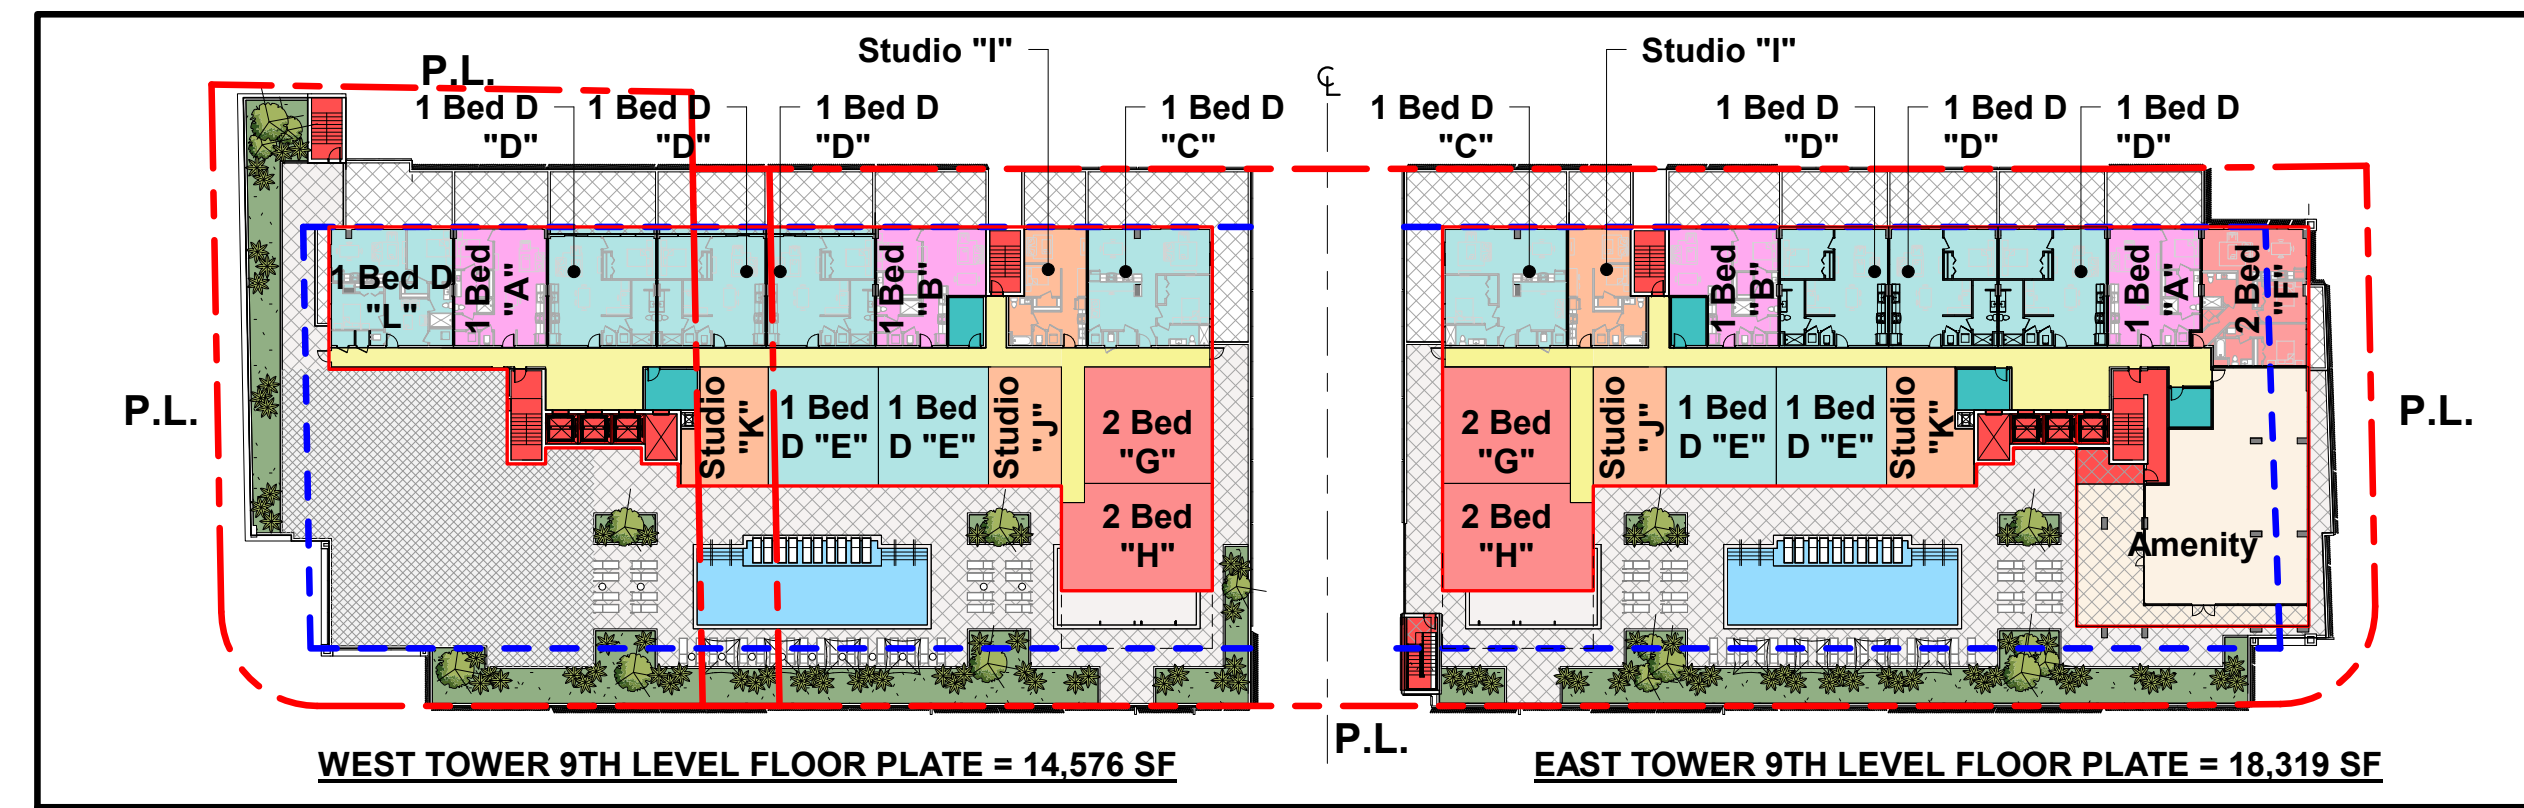 Studio "I"
Studio "I"
P.L.
℄
1 Bed D
"D"
1 Bed D
"D"
1 Bed D
"D"
1 Bed D
"C"
1 Bed D
"C"
1 Bed D
"D"
1 Bed D
"D"
1 Bed D
"D"
1 Bed D
"L"
1 Bed
"A"
1 Bed
"B"
1 Bed
"B"
1 Bed
"A"
2 Bed
"F"
P.L.
Studio
"K"
1 Bed
D "E"
1 Bed
D "E"
Studio
"J"
2 Bed
"G"
2 Bed
"H"
2 Bed
"G"
2 Bed
"H"
Studio
"J"
1 Bed
D "E"
1 Bed
D "E"
Studio
"K"
Amenity
P.L.
P.L.
WEST TOWER 9TH LEVEL FLOOR PLATE = 14,576 SF
EAST TOWER 9TH LEVEL FLOOR PLATE = 18,319 SF